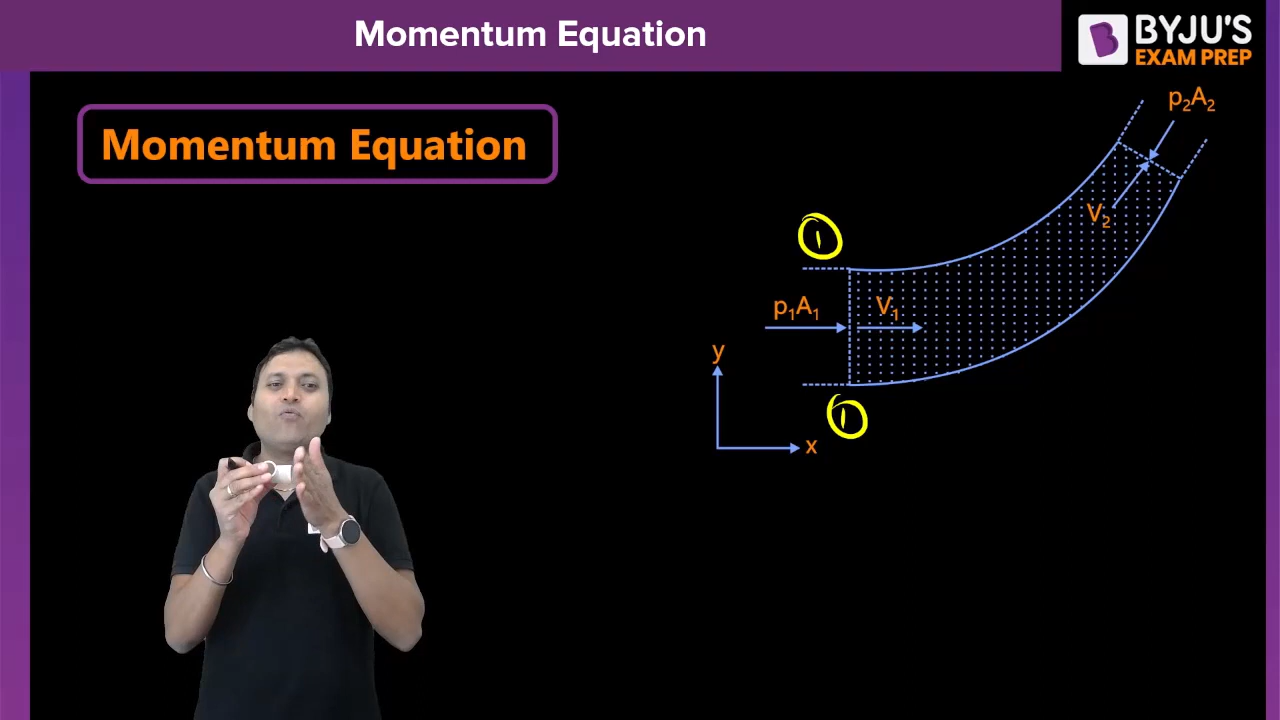 Momentum Equation
BYJU'S
EXAM PREP
Momentum Equation
p₂A₂
V₂
1
p₁A₁
V₁
y
1
x